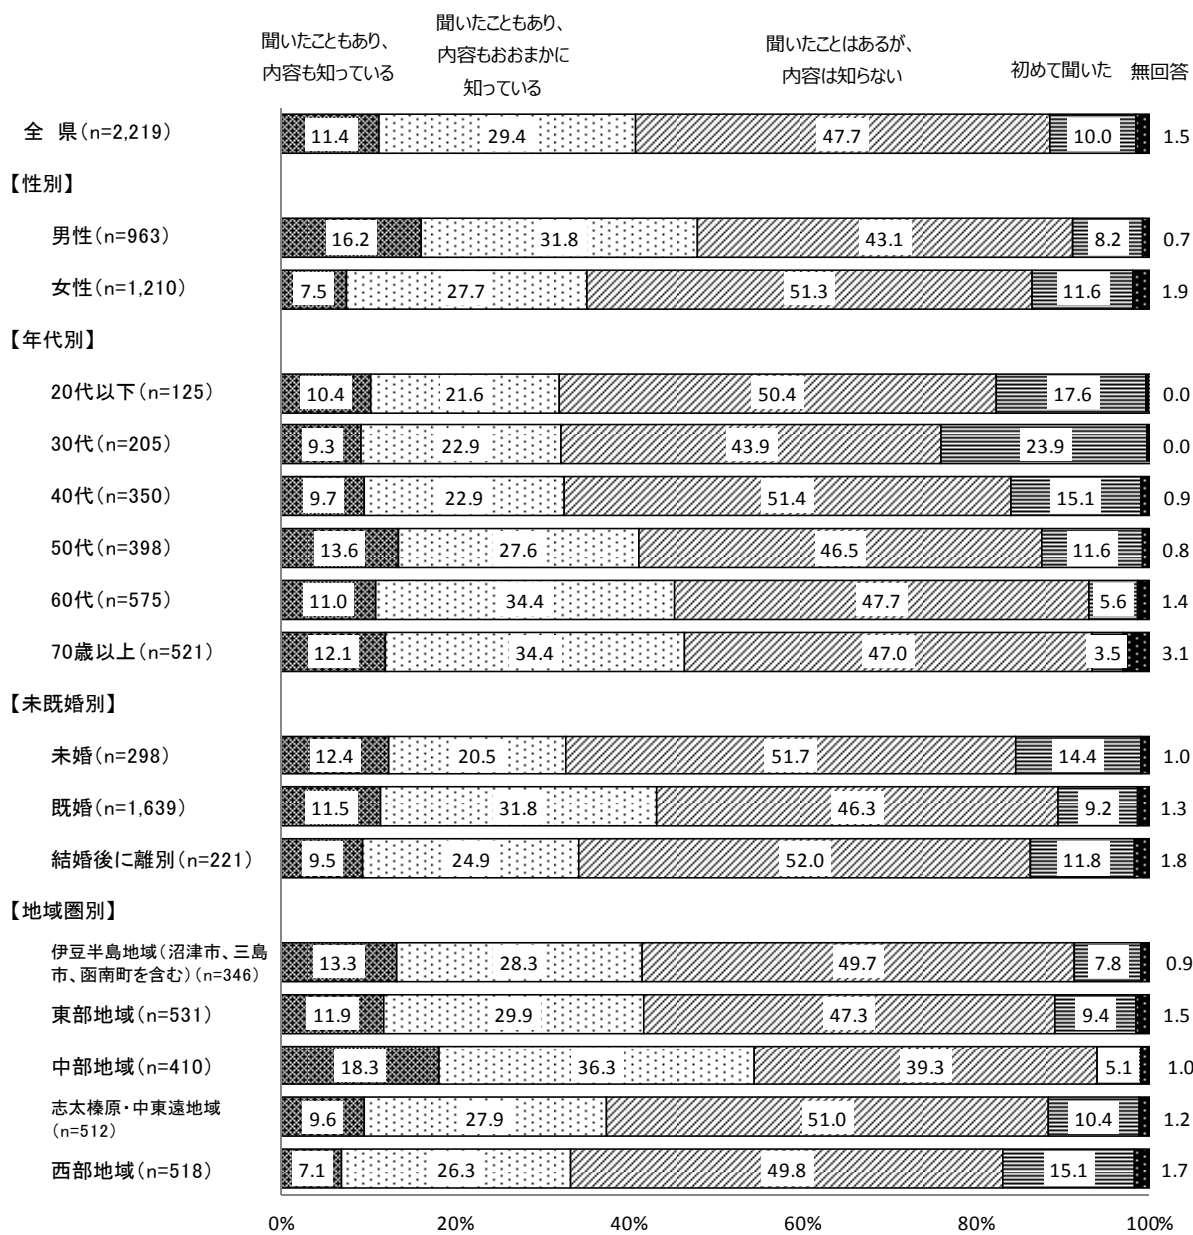 聞いたこともあり、
内容も知っている
聞いたこともあり、
内容もおおまかに
知っている
聞いたことはあるが、
内容は知らない
初めて聞いた
無回答
全 県(n=2,219) 11.4 29.4 47.7 10.0 1.5
【性別】
男性(n=963) 16.2 31.8 43.1 8.2 0.7
女性(n=1,210) 7.5 27.7 51.3 11.6 1.9
【年代別】
20代以下(n=125) 10.4 21.6 50.4 17.6 0.0
30代(n=205) 9.3 22.9 43.9 23.9 0.0
40代(n=350) 9.7 22.9 51.4 15.1 0.9
50代(n=398) 13.6 27.6 46.5 11.6 0.8
60代(n=575) 11.0 34.4 47.7 5.6 1.4
70歳以上(n=521) 12.1 34.4 47.0 3.5 3.1
【未既婚別】
未婚(n=298) 12.4 20.5 51.7 14.4 1.0
既婚(n=1,639) 11.5 31.8 46.3 9.2 1.3
結婚後に離別(n=221) 9.5 24.9 52.0 11.8 1.8
【地域圏別】
伊豆半島地域(沼津市、三島
市、函南町を含む)(n=346) 13.3 28.3 49.7 7.8 0.9
東部地域(n=531) 11.9 29.9 47.3 9.4 1.5
中部地域(n=410) 18.3 36.3 39.3 5.1 1.0
志太榛原・中東遠地域
(n=512) 9.6 27.9 51.0 10.4 1.2
西部地域(n=518) 7.1 26.3 49.8 15.1 1.7
0% 20% 40% 60% 80% 100%